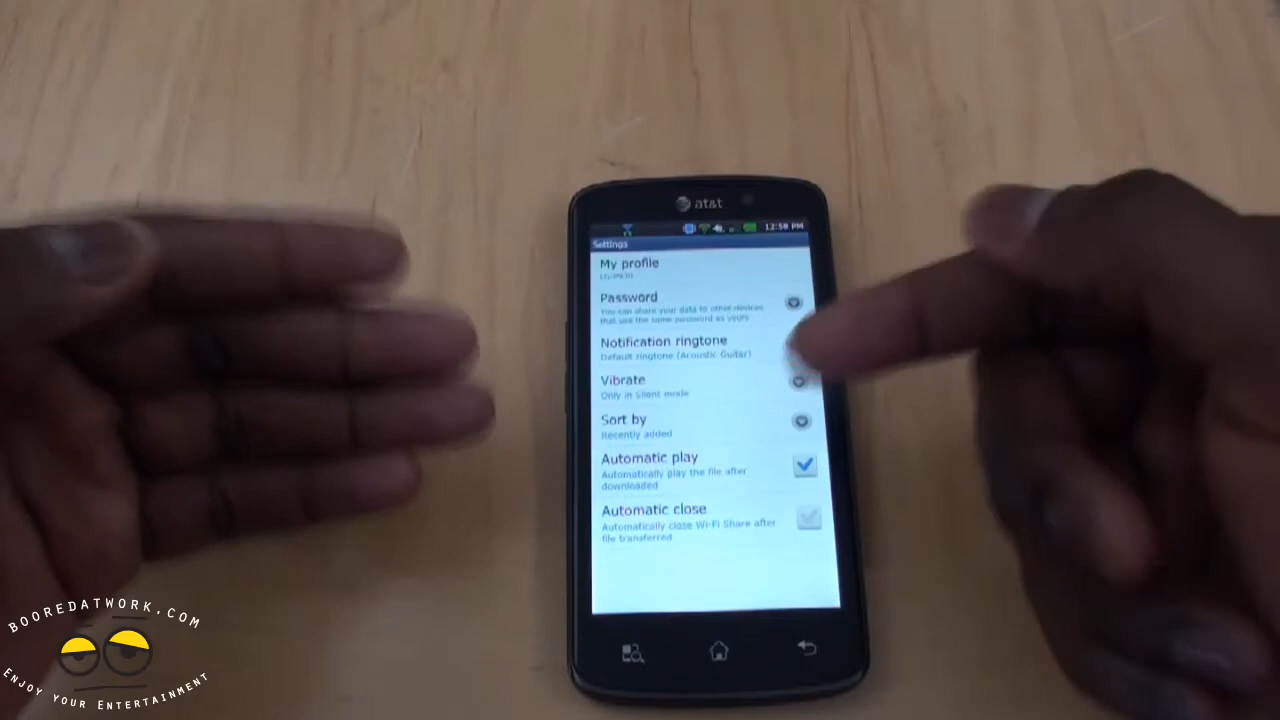 at&t
12:58 PM
Settings
My profile
LG-P930
Password
You can share your data to other devices
that use the same password as yours
Notification ringtone
Default ringtone (Acoustic Guitar)
Vibrate
Only in Silent mode
Sort by
Recently added
Automatic play
Automatically play the file after
downloaded
Automatic close
Automatically close Wi-Fi Share after
file transferred
BOOREDATWORK.COM
ENJOY YOUR ENTERTAINMENT